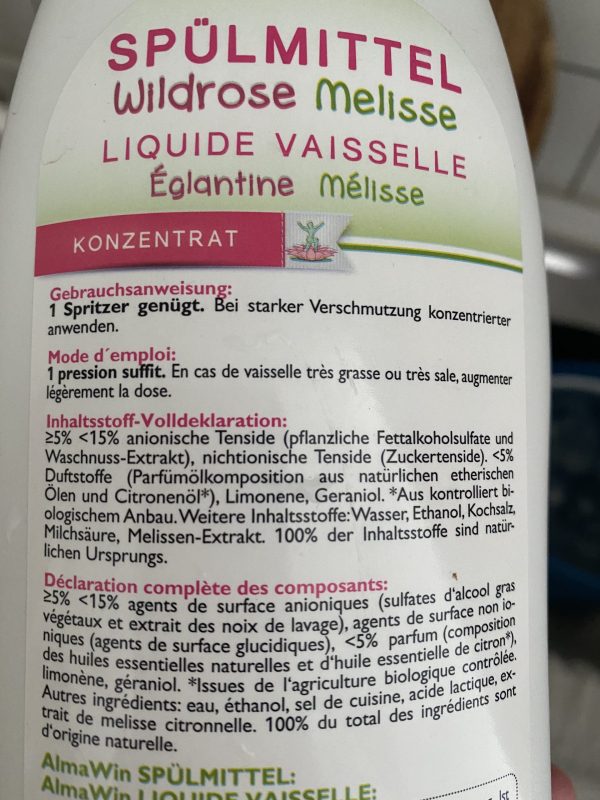 SPÜLMITTEL
Wildrose Melisse
LIQUIDE VAISSELLE
Églantine Mélisse
KONZENTRAT
Gebrauchsanweisung:
1 Spritzer genügt. Bei starker Verschmutzung konzentrierter
anwenden.
Mode d´emploi:
1 pression suffit. En cas de vaisselle très grasse ou très sale, augmenter
légèrement la dose.
Inhaltsstoff-Volldeklaration:
≥5% <15% anionische Tenside (pflanzliche Fettalkoholsulfate und
Waschnuss-Extrakt), nichtionische Tenside (Zuckertenside). <5%
Duftstoffe (Parfümölkomposition aus natürlichen etherischen
Ölen und Citronenöl*), Limonene, Geraniol. *Aus kontrolliert bi-
ologischem Anbau. Weitere Inhaltsstoffe: Wasser, Ethanol, Kochsalz,
Milchsäure, Melissen-Extrakt. 100% der Inhaltsstoffe sind natür-
lichen Ursprungs.
Déclaration complète des composants:
≥5% <15% agents de surface anioniques (sulfates d'alcool gras
végétaux et extrait des noix de lavage), agents de surface non io-
niques (agents de surface glucidiques), <5% parfum (composition
des huiles essentielles naturelles et d'huile essentielle de citron*),
limonène, géraniol. *Issues de l'agriculture biologique contrôlée.
Autres ingrédients: eau, éthanol, sel de cuisine, acide lactique, ex-
trait de melisse citronnelle. 100% du total des ingrédients sont
d'origine naturelle.
AlmaWin SPÜLMITTEL:
AlmaWin LIQUIDE VAISSELLE: